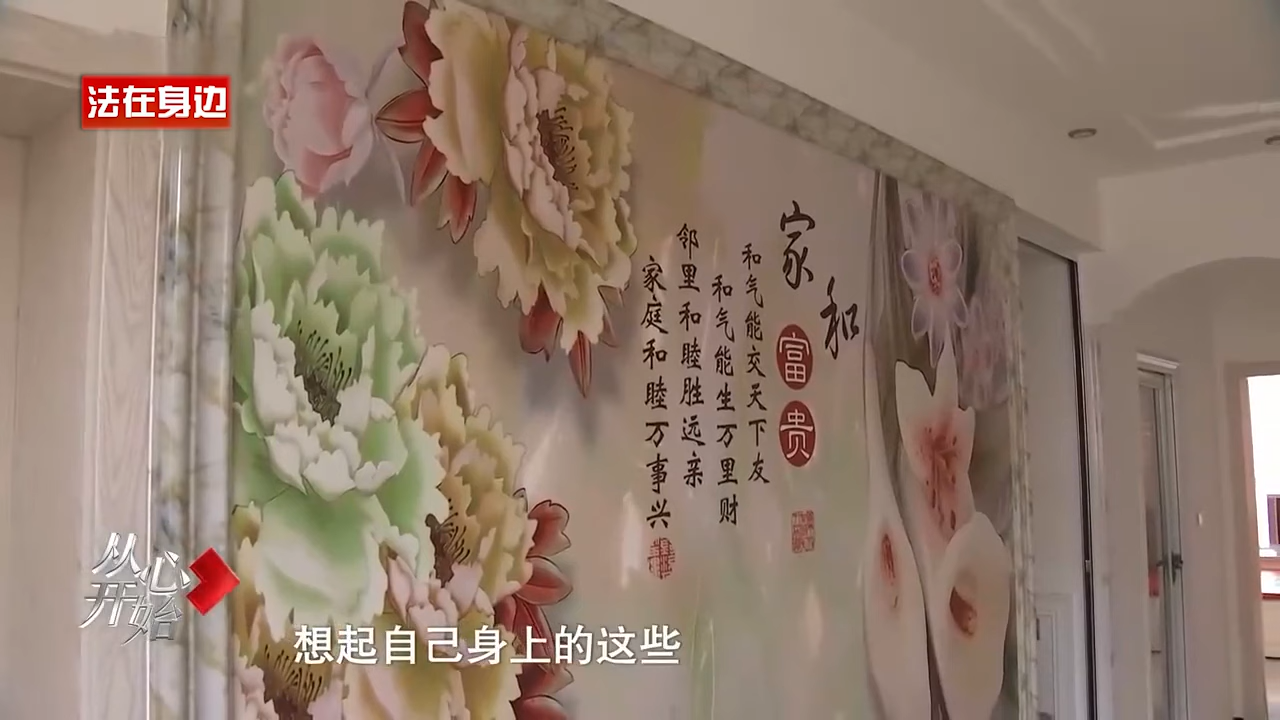 法在身边
家和
富贵
和气能交天下友
和气能生万里财
邻里和睦胜远亲
家庭和睦万事兴
从心
开始
想起自己身上的这些